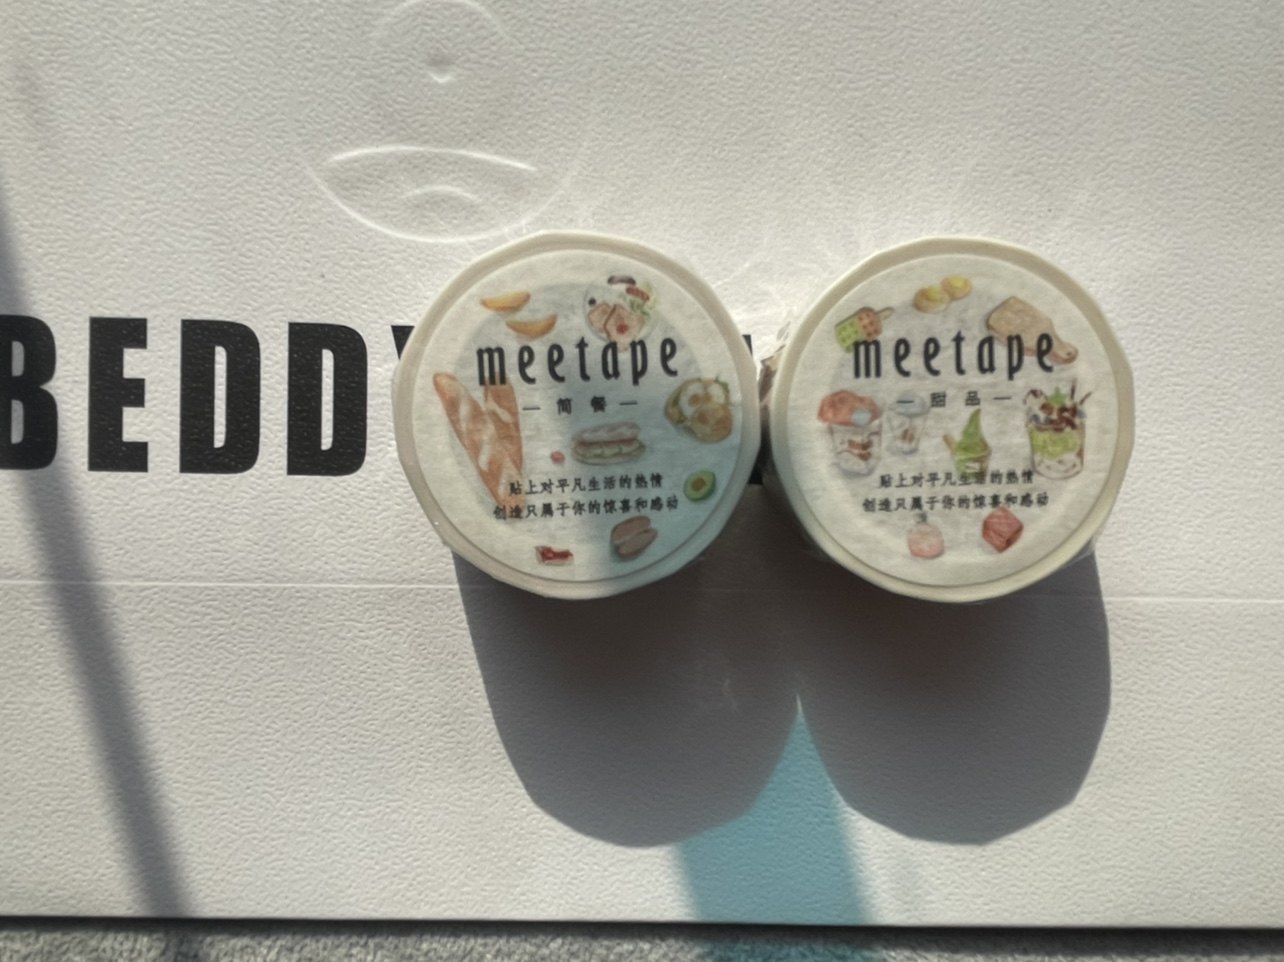 BEDD
meetape
— 简 餐 —
贴上对平凡生活的热情
创造只属于你的惊喜和感动
meetape
— 甜 品 —
贴上对平凡生活的热情
创造只属于你的惊喜和感动